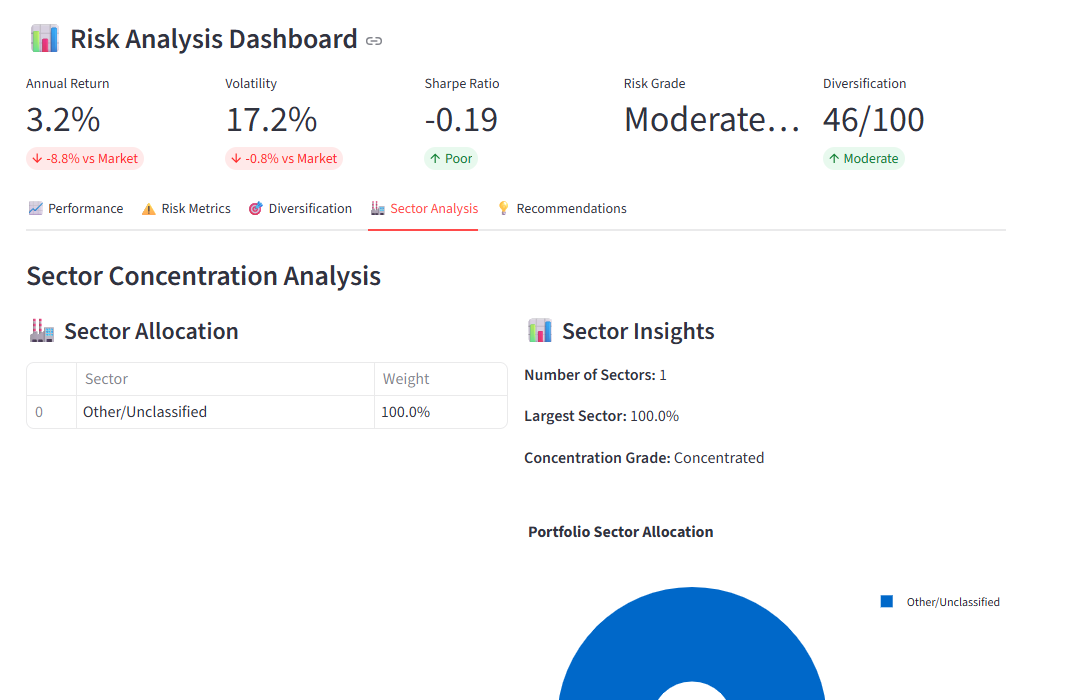 Risk Analysis Dashboard
Annual Return Volatility Sharpe Ratio Risk Grade Diversification
3.2% 17.2% -0.19 Moderate… 46/100
↓ -8.8% vs Market ↓ -0.8% vs Market ↑ Poor ↑ Moderate
Performance Risk Metrics Diversification Sector Analysis Recommendations
Sector Concentration Analysis
Sector Allocation
Sector Weight
0 Other/Unclassified 100.0%
Sector Insights
Number of Sectors: 1
Largest Sector: 100.0%
Concentration Grade: Concentrated
Portfolio Sector Allocation
Other/Unclassified